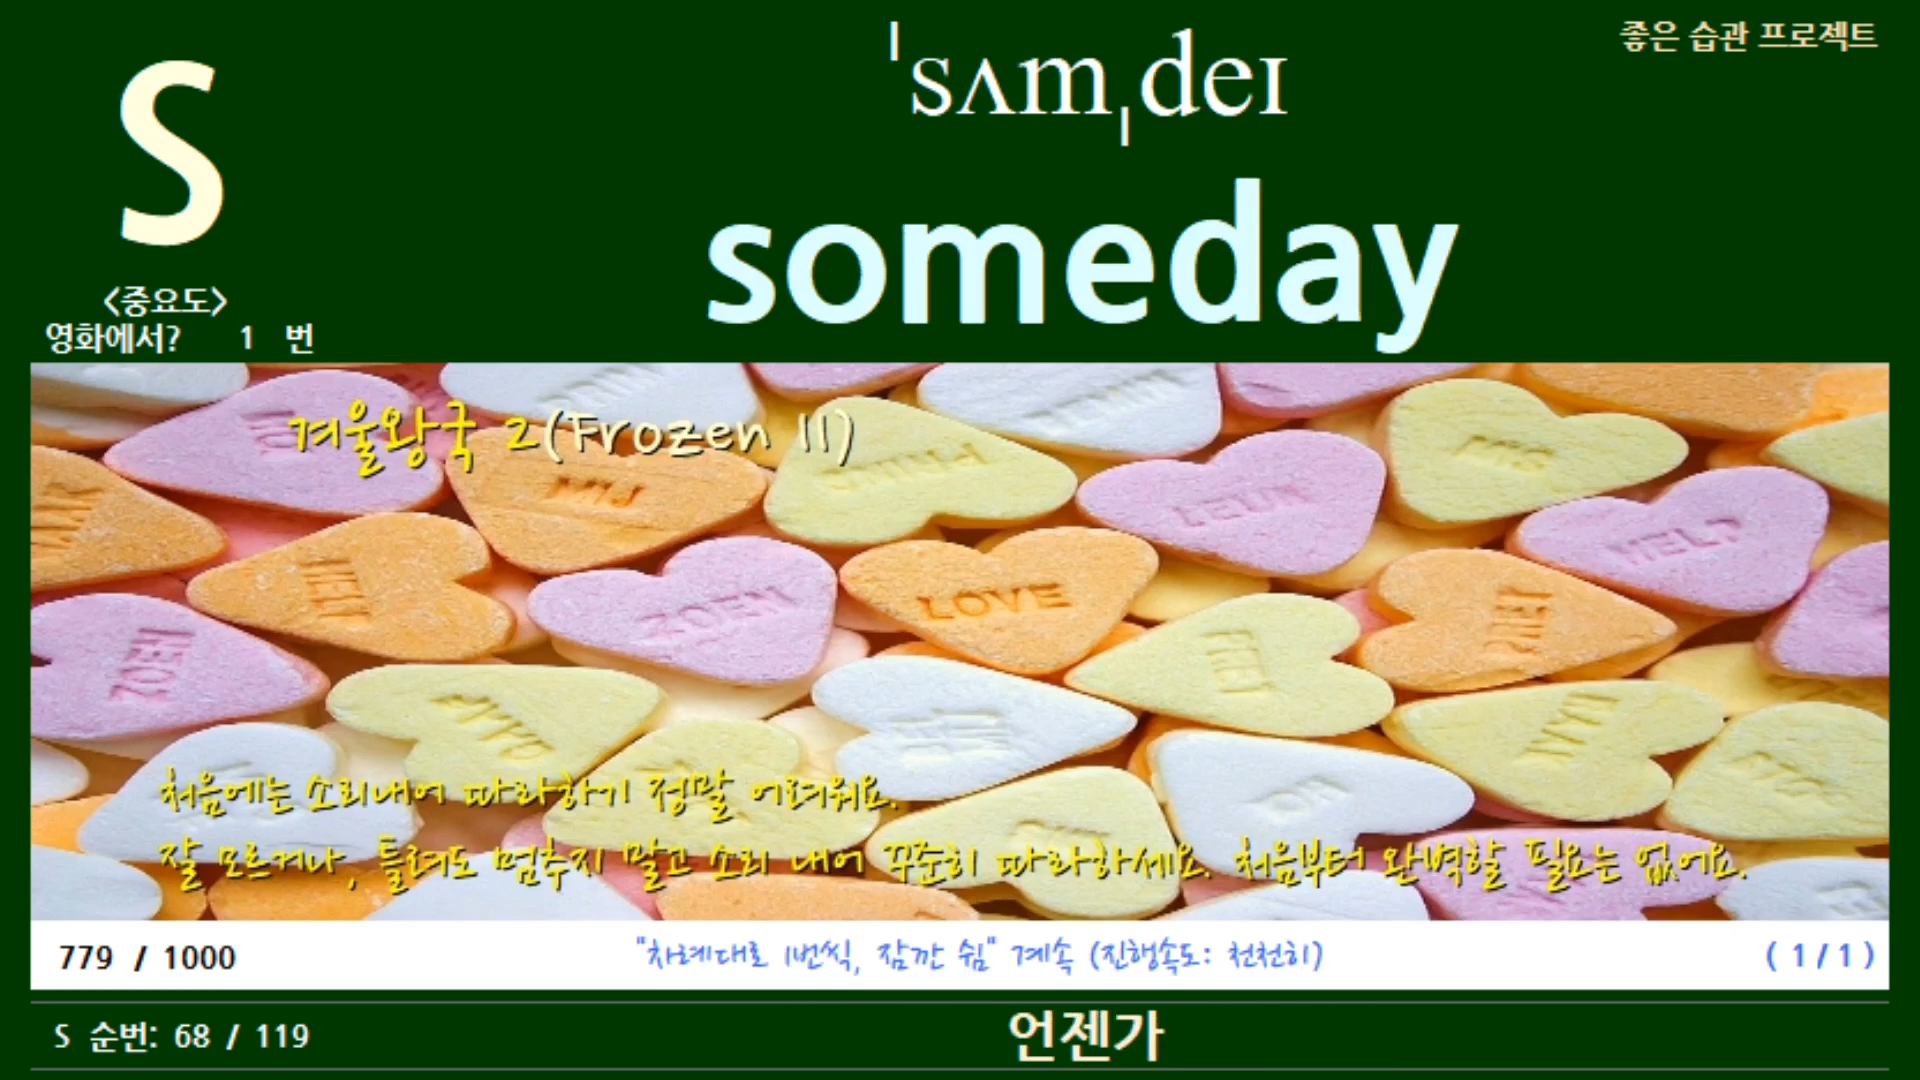 좋은 습관 프로젝트
S
ˈsʌmˌdeɪ
someday
<중요도>
영화에서? 1 번
겨울왕국 2(Frozen II)
LOVE
ZOEN
처음에는 소리내어 따라하기 정말 어려워요.
잘 모르거나, 틀려도 멈추지 말고 소리 내어 꾸준히 따라하세요. 처음부터 완벽할 필요는 없어요.
779 / 1000
"차례대로 1번씩, 잠깐 쉼" 계속 (진행속도: 천천히)
( 1 / 1 )
S 순번: 68 / 119
언젠가